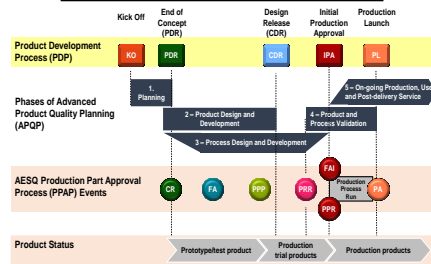 Kick Off
End of
Concept
(PDR)
Design
Release
(CDR)
Initial
Production
Approval
Production
Launch
Product Development
Process (PDP)
KO
PDR
CDR
IPA
PL
Phases of Advanced
Product Quality Planning
(APQP)
1.
Planning
2 – Product Design and
Development
3 – Process Design and Development
4 – Product and
Process Validation
5 – On-going Production, Use
and Post-delivery Service
AESQ Production Part Approval
Process (PPAP) Events
CR
FA
PPP
PRR
FAI
PPR
Production
Process
Run
PA
Product Status
Prototype/test product
Production
trial products
Production products